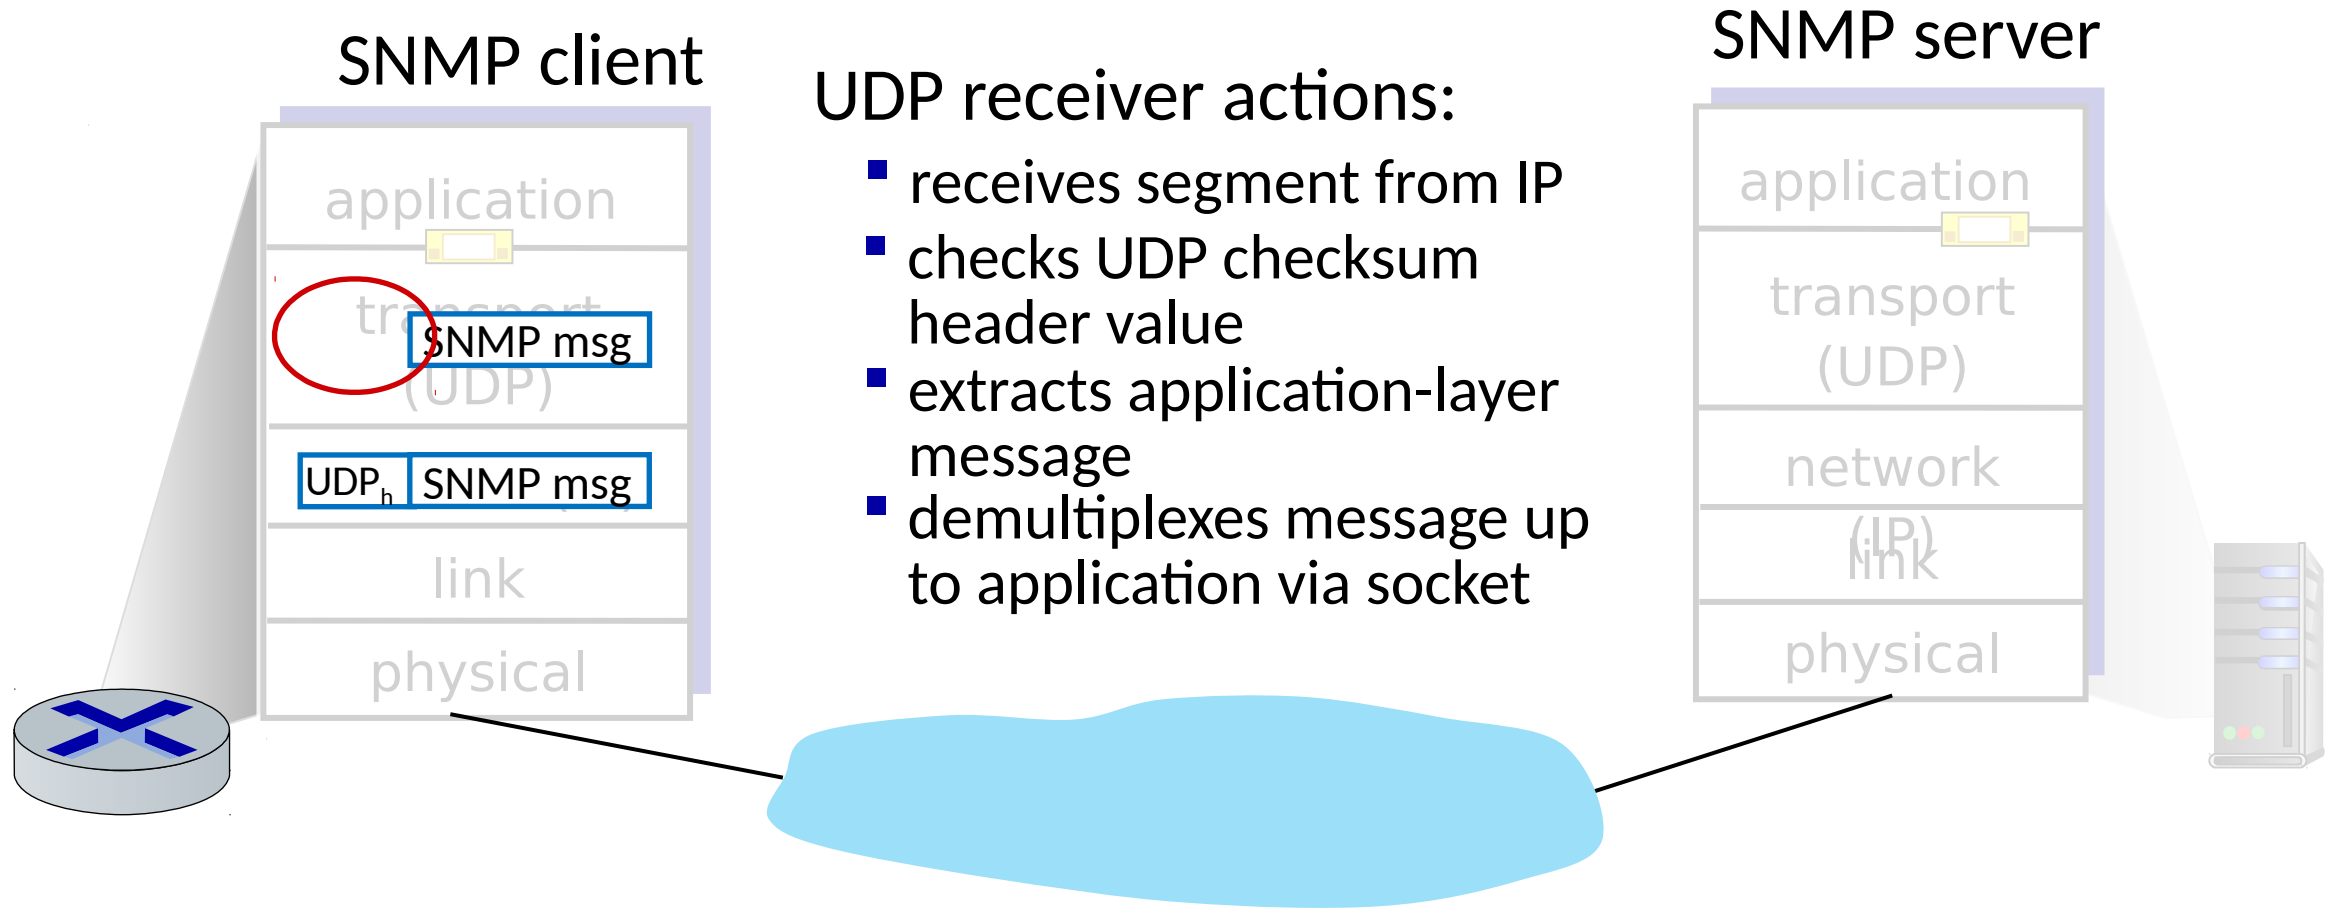 SNMP client
SNMP server
UDP receiver actions:
receives segment from IP
checks UDP checksum
header value
extracts application-layer
message
demultiplexes message up
to application via socket
application
transport
SNMP msg
(UDP)
UDPh SNMP msg
link
physical
application
transport
(UDP)
network
(IP)
link
physical